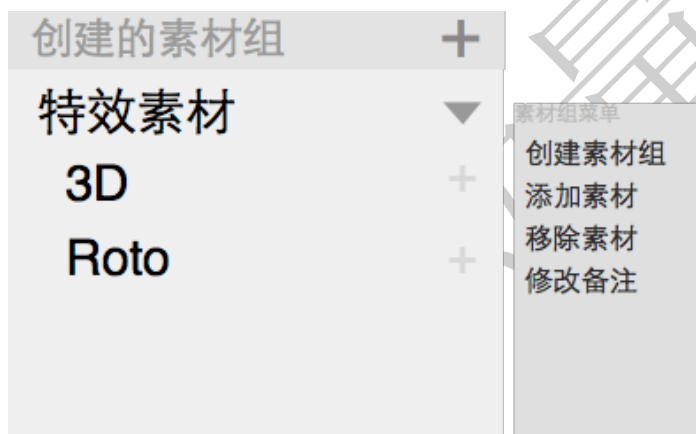 创建的素材组 +
特效素材
3D +
Roto +
素材组菜单
创建素材组
添加素材
移除素材
修改备注